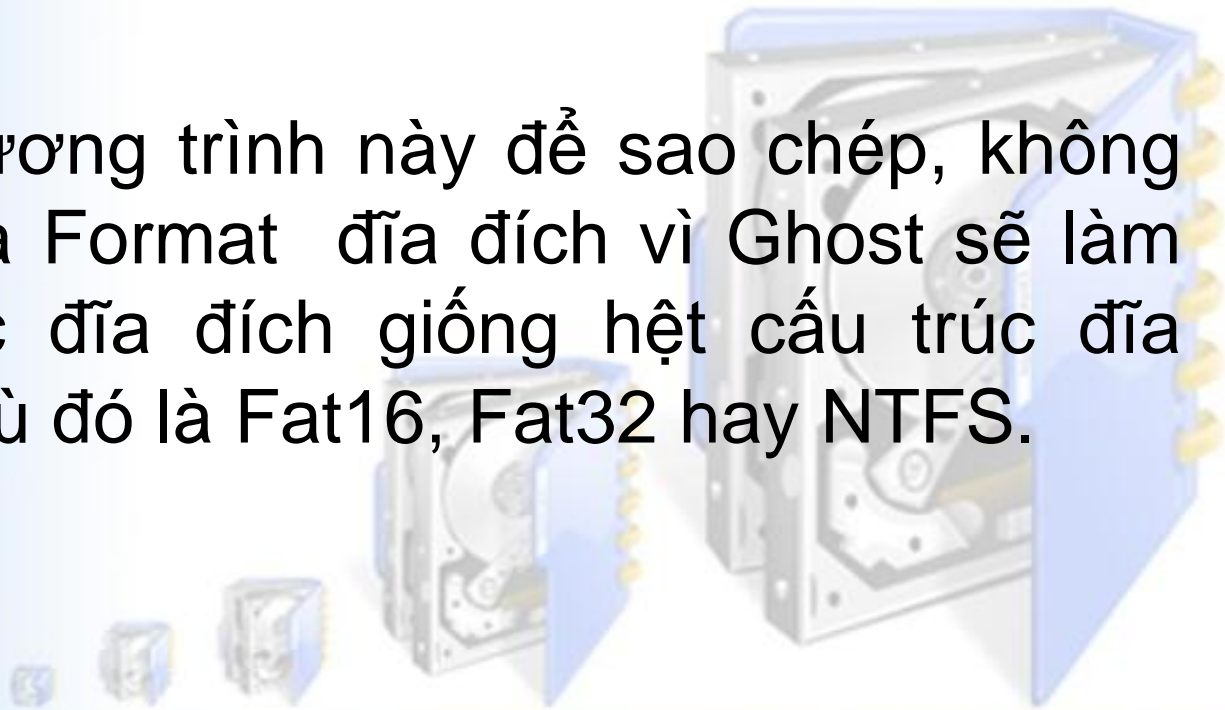 ương trình này để sao chép, không
Format đĩa đích vì Ghost sẽ làm
đĩa đích giống hệt cấu trúc đĩa
đó là Fat16, Fat32 hay NTFS.